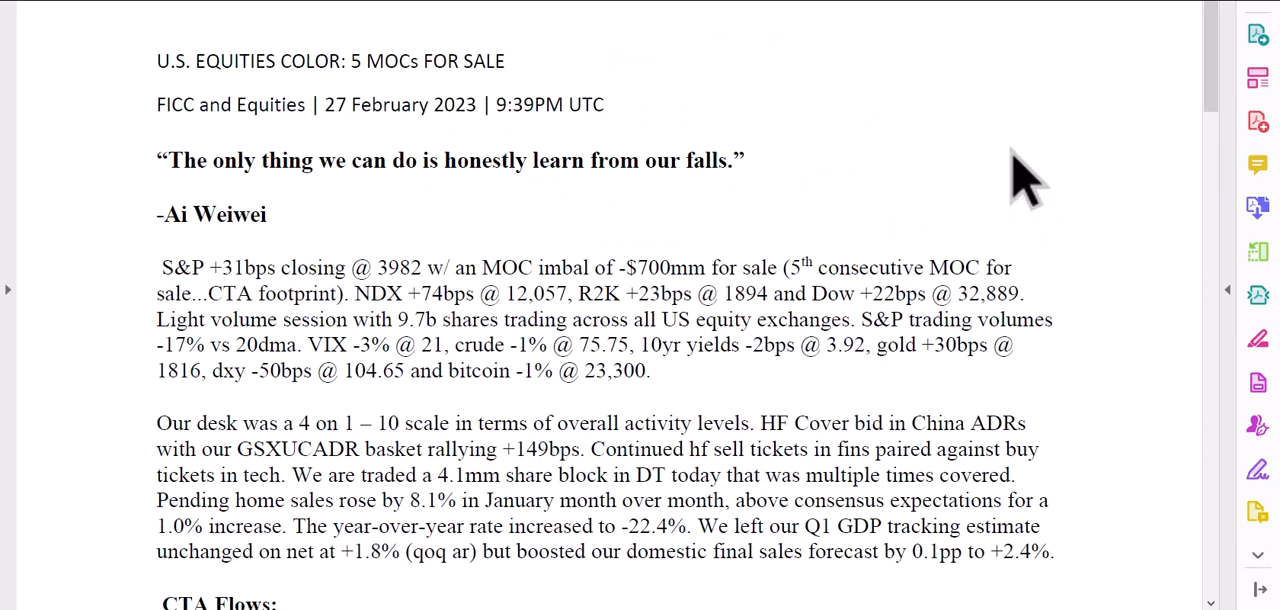 U.S. EQUITIES COLOR: 5 MOCs FOR SALE
FICC and Equities | 27 February 2023 | 9:39PM UTC
“The only thing we can do is honestly learn from our falls.”
-Ai Weiwei
S&P +31bps closing @ 3982 w/ an MOC imbal of -$700mm for sale (5th consecutive MOC for
sale...CTA footprint). NDX +74bps @ 12,057, R2K +23bps @ 1894 and Dow +22bps @ 32,889.
Light volume session with 9.7b shares trading across all US equity exchanges. S&P trading volumes
-17% vs 20dma. VIX -3% @ 21, crude -1% @ 75.75, 10yr yields -2bps @ 3.92, gold +30bps @
1816, dxy -50bps @ 104.65 and bitcoin -1% @ 23,300.
Our desk was a 4 on 1 – 10 scale in terms of overall activity levels. HF Cover bid in China ADRs
with our GSXUCADR basket rallying +149bps. Continued hf sell tickets in fins paired against buy
tickets in tech. We are traded a 4.1mm share block in DT today that was multiple times covered.
Pending home sales rose by 8.1% in January month over month, above consensus expectations for a
1.0% increase. The year-over-year rate increased to -22.4%. We left our Q1 GDP tracking estimate
unchanged on net at +1.8% (qoq ar) but boosted our domestic final sales forecast by 0.1pp to +2.4%.
CTA Flows: